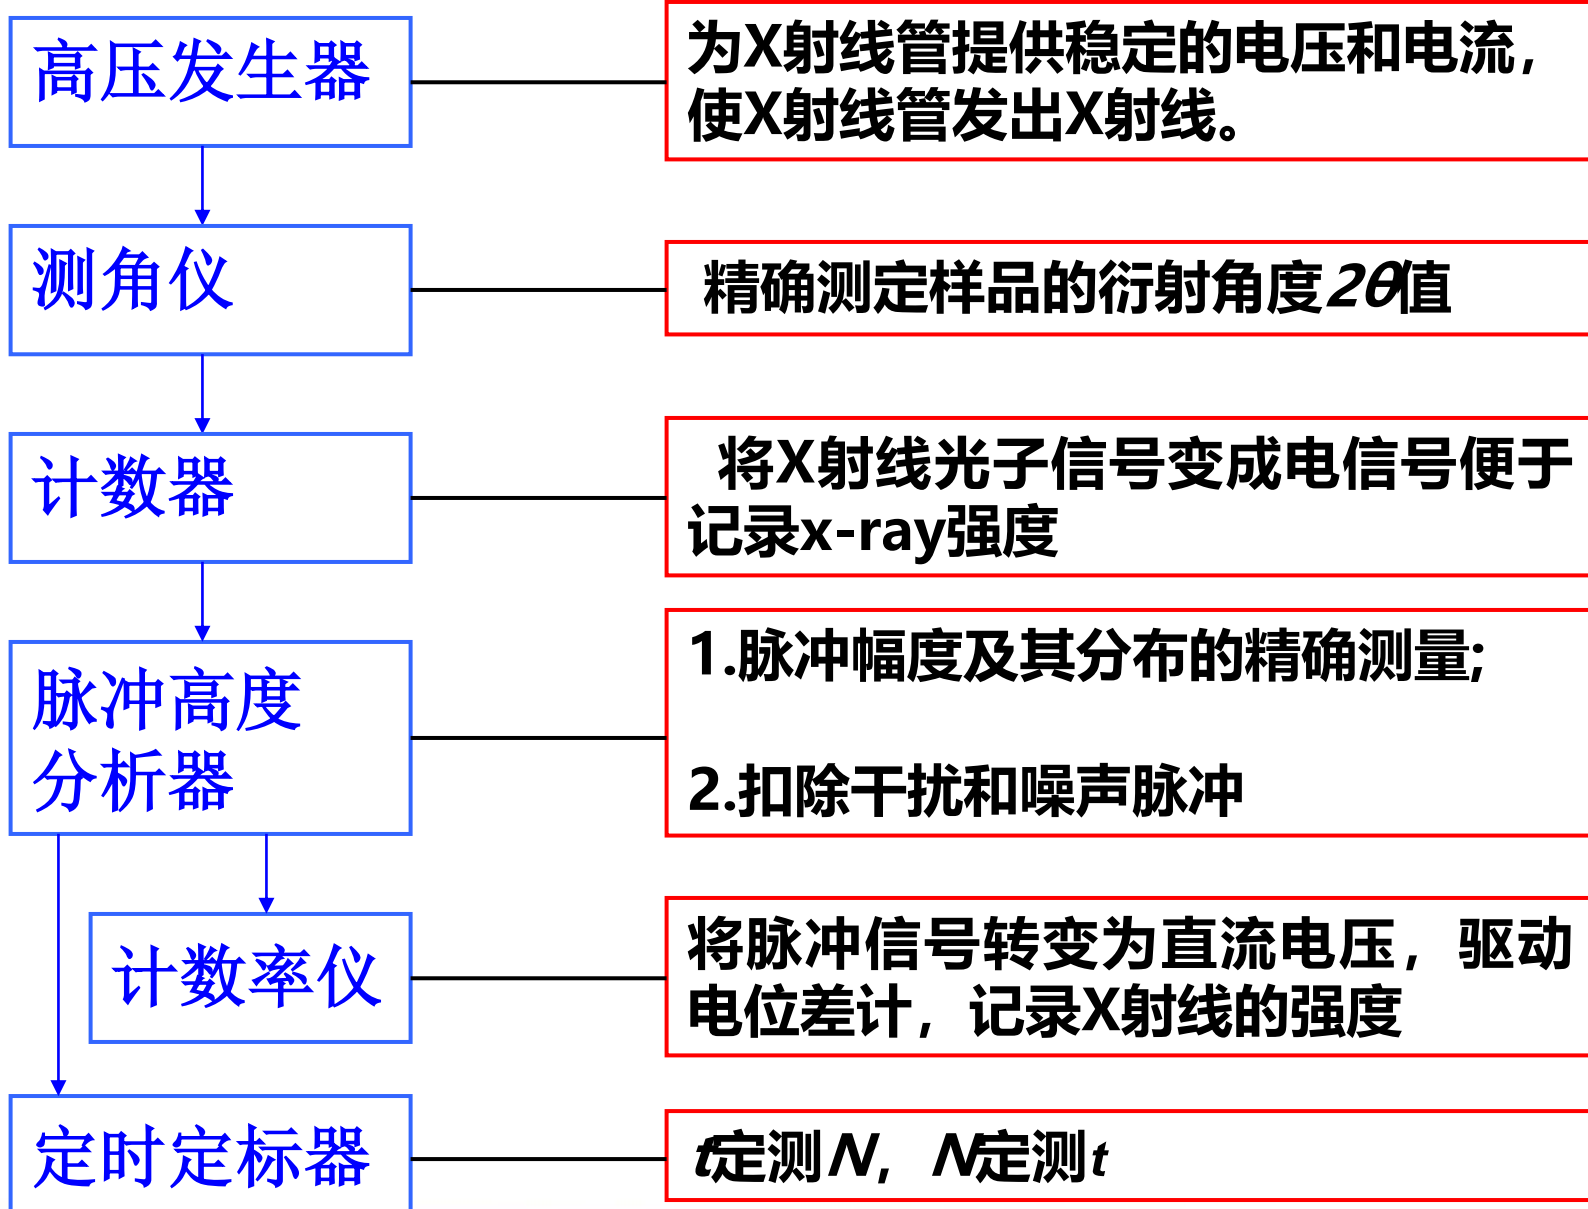 高压发生器
为X射线管提供稳定的电压和电流，
使X射线管发出X射线。
测角仪
精确测定样品的衍射角度2θ值
计数器
将X射线光子信号变成电信号便于
记录x-ray强度
脉冲高度
分析器
1.脉冲幅度及其分布的精确测量;
2.扣除干扰和噪声脉冲
计数率仪
将脉冲信号转变为直流电压，驱动
电位差计，记录X射线的强度
定时定标器
t定测N，N定测t